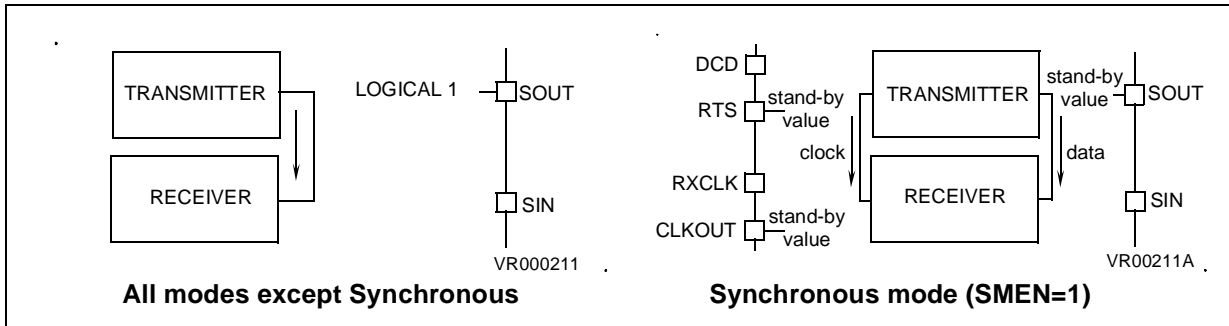 TRANSMITTER
RECEIVER
LOGICAL 1
SOUT
SIN
VR000211
All modes except Synchronous
DCD
RTS
stand-by
value
clock
RXCLK
CLKOUT
stand-by
value
TRANSMITTER
RECEIVER
data
stand-by
value
SOUT
SIN
VR00211A
Synchronous mode (SMEN=1)